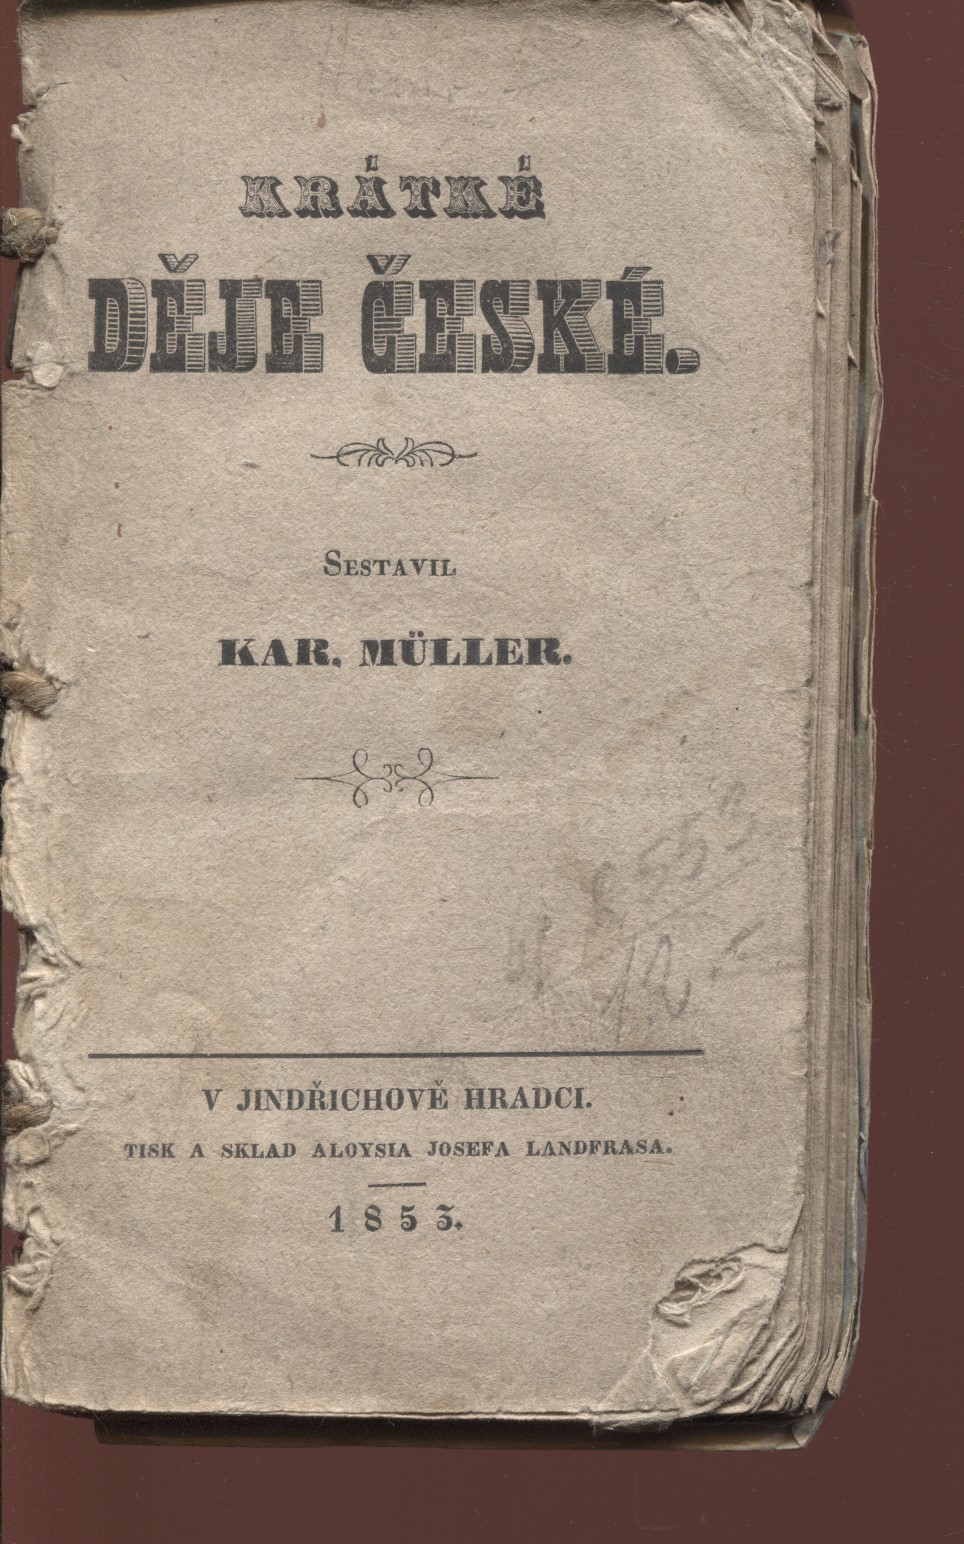 KRÁTKÉ
DĚJE ČESKÉ.
SESTAVIL
KAR. MÜLLER.
V JINDŘICHOVĚ HRADCI.
TISK A SKLAD ALOYSIA JOSEFA LANDFRASA.
1853.